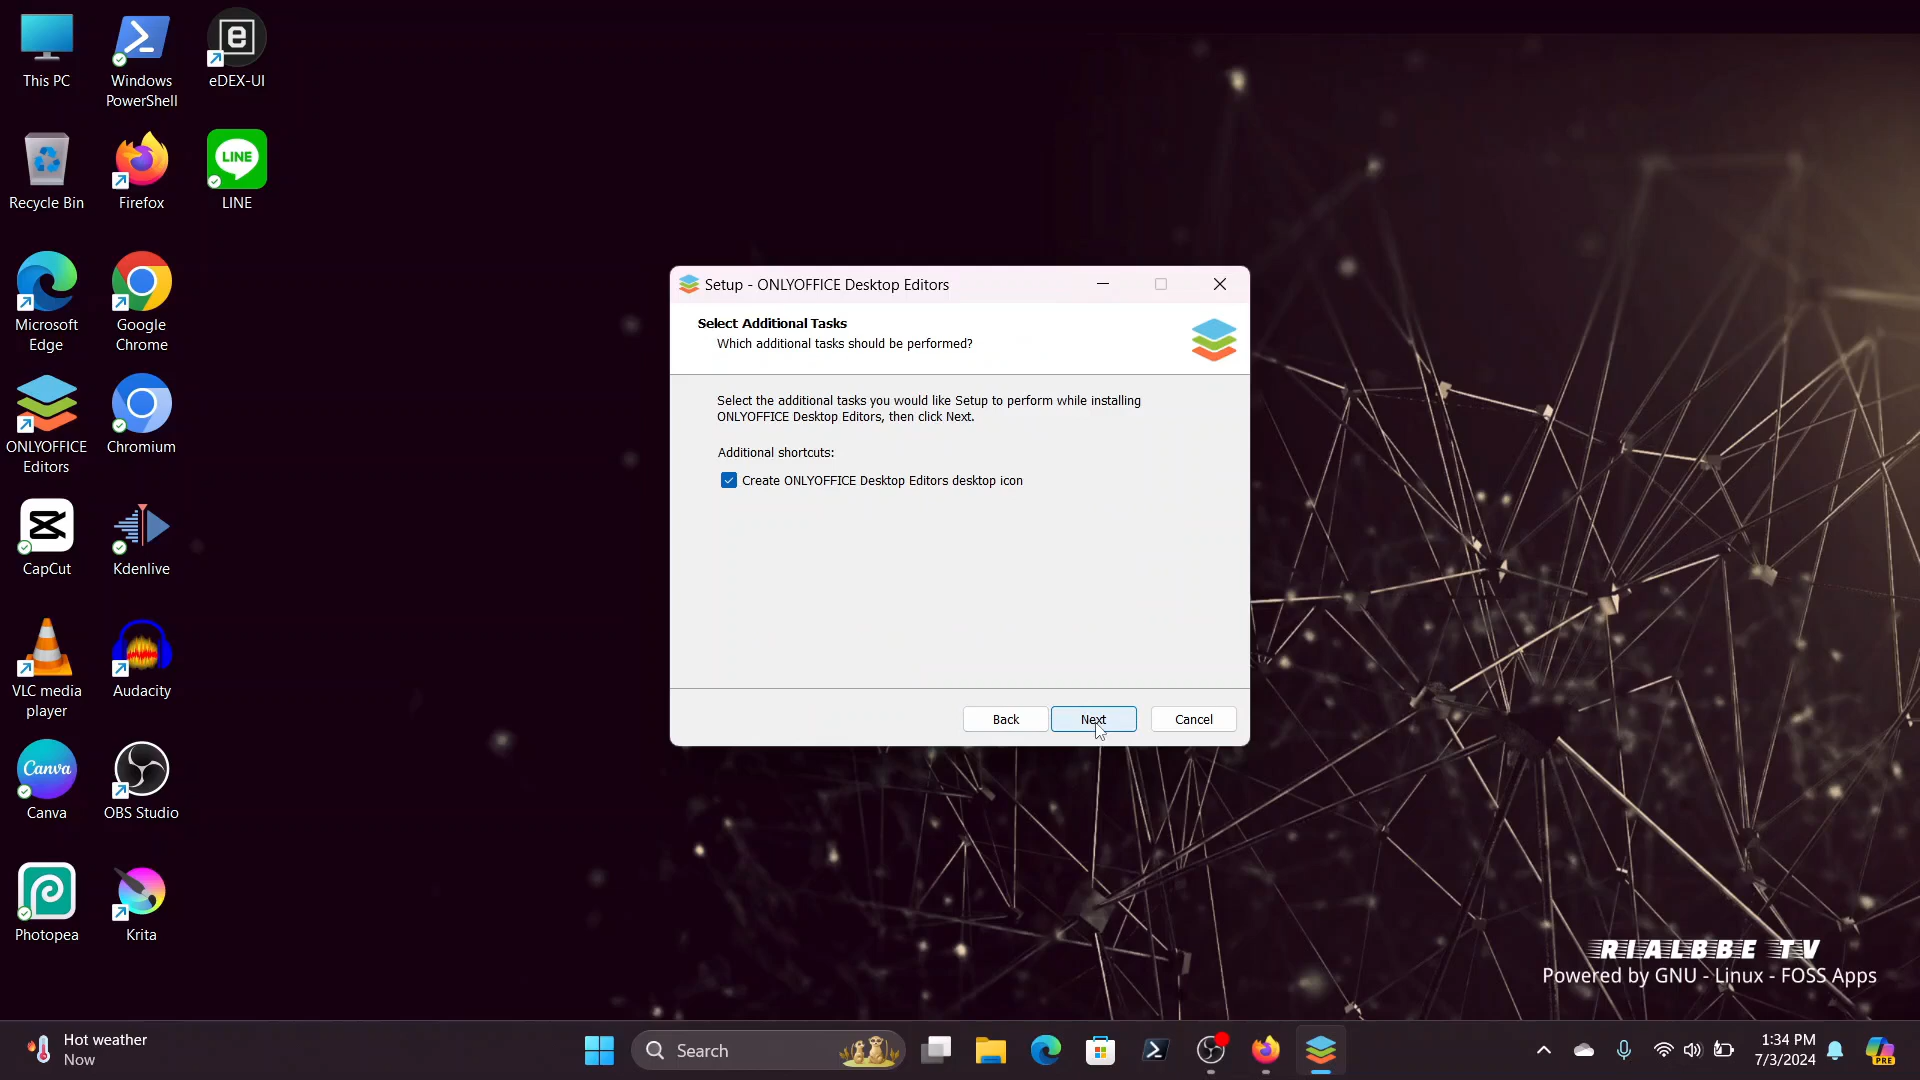 This PC
Windows
PowerShell
eDEX-UI
Recycle Bin
Firefox
LINE
LINE
Microsoft
Edge
Google
Chrome
ONLYOFFICE
Editors
Chromium
CapCut
Kdenlive
VLC media
player
Audacity
Canva
Canva
OBS Studio
Photopea
Krita
Setup - ONLYOFFICE Desktop Editors
Select Additional Tasks
Which additional tasks should be performed?
Select the additional tasks you would like Setup to perform while installing
ONLYOFFICE Desktop Editors, then click Next.
Additional shortcuts:
Create ONLYOFFICE Desktop Editors desktop icon
Back
Next
Cancel
RIALBBE TV
Powered by GNU - Linux - FOSS Apps
Hot weather
Now
Search
1:34 PM
7/3/2024
PRE